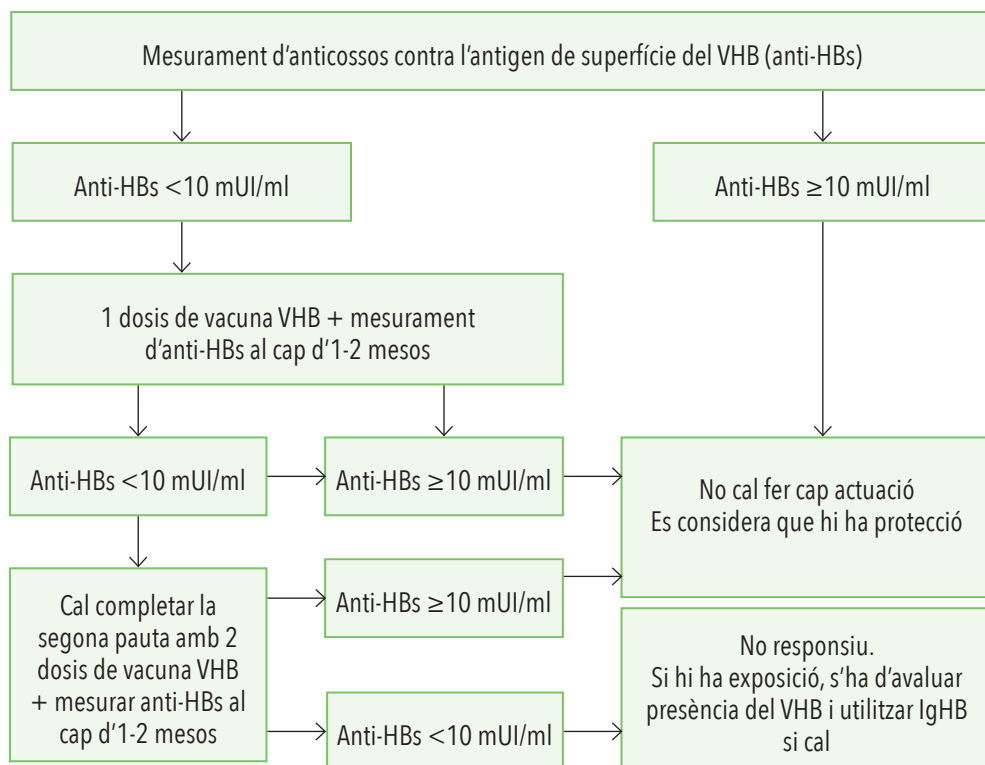 Mesurament d'anticossos contra l'antigen de superfície del VHB (anti-HBs)
Anti-HBs <10 mUI/ml
Anti-HBs ≥10 mUI/ml
1 dosis de vacuna VHB + mesurament
d'anti-HBs al cap d'1-2 mesos
Anti-HBs <10 mUI/ml
Anti-HBs ≥10 mUI/ml
No cal fer cap actuació
Es considera que hi ha protecció
Cal completar la
segona pauta amb 2
dosis de vacuna VHB
+ mesurar anti-HBs al
cap d'1-2 mesos
Anti-HBs ≥10 mUI/ml
Anti-HBs <10 mUI/ml
No responsiu.
Si hi ha exposició, s'ha d'avaluar
presència del VHB i utilitzar IgHB
si cal